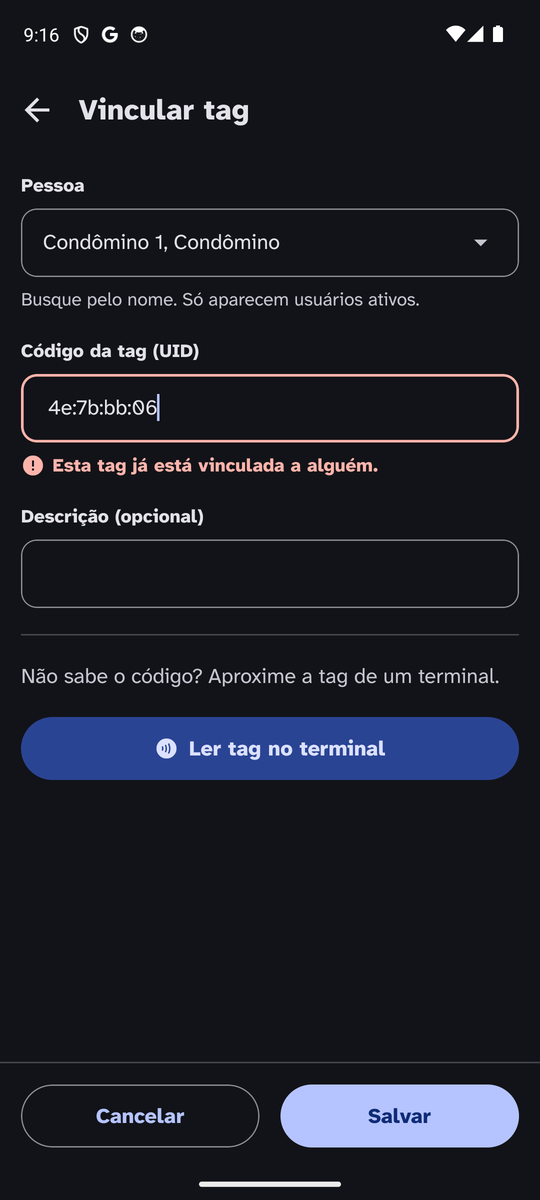 9:16
Vincular tag
Pessoa
Condômino 1, Condômino
Busque pelo nome. Só aparecem usuários ativos.
Código da tag (UID)
4e:7b:bb:06
Esta tag já está vinculada a alguém.
Descrição (opcional)
Não sabe o código? Aproxime a tag de um terminal.
Ler tag no terminal
Cancelar
Salvar